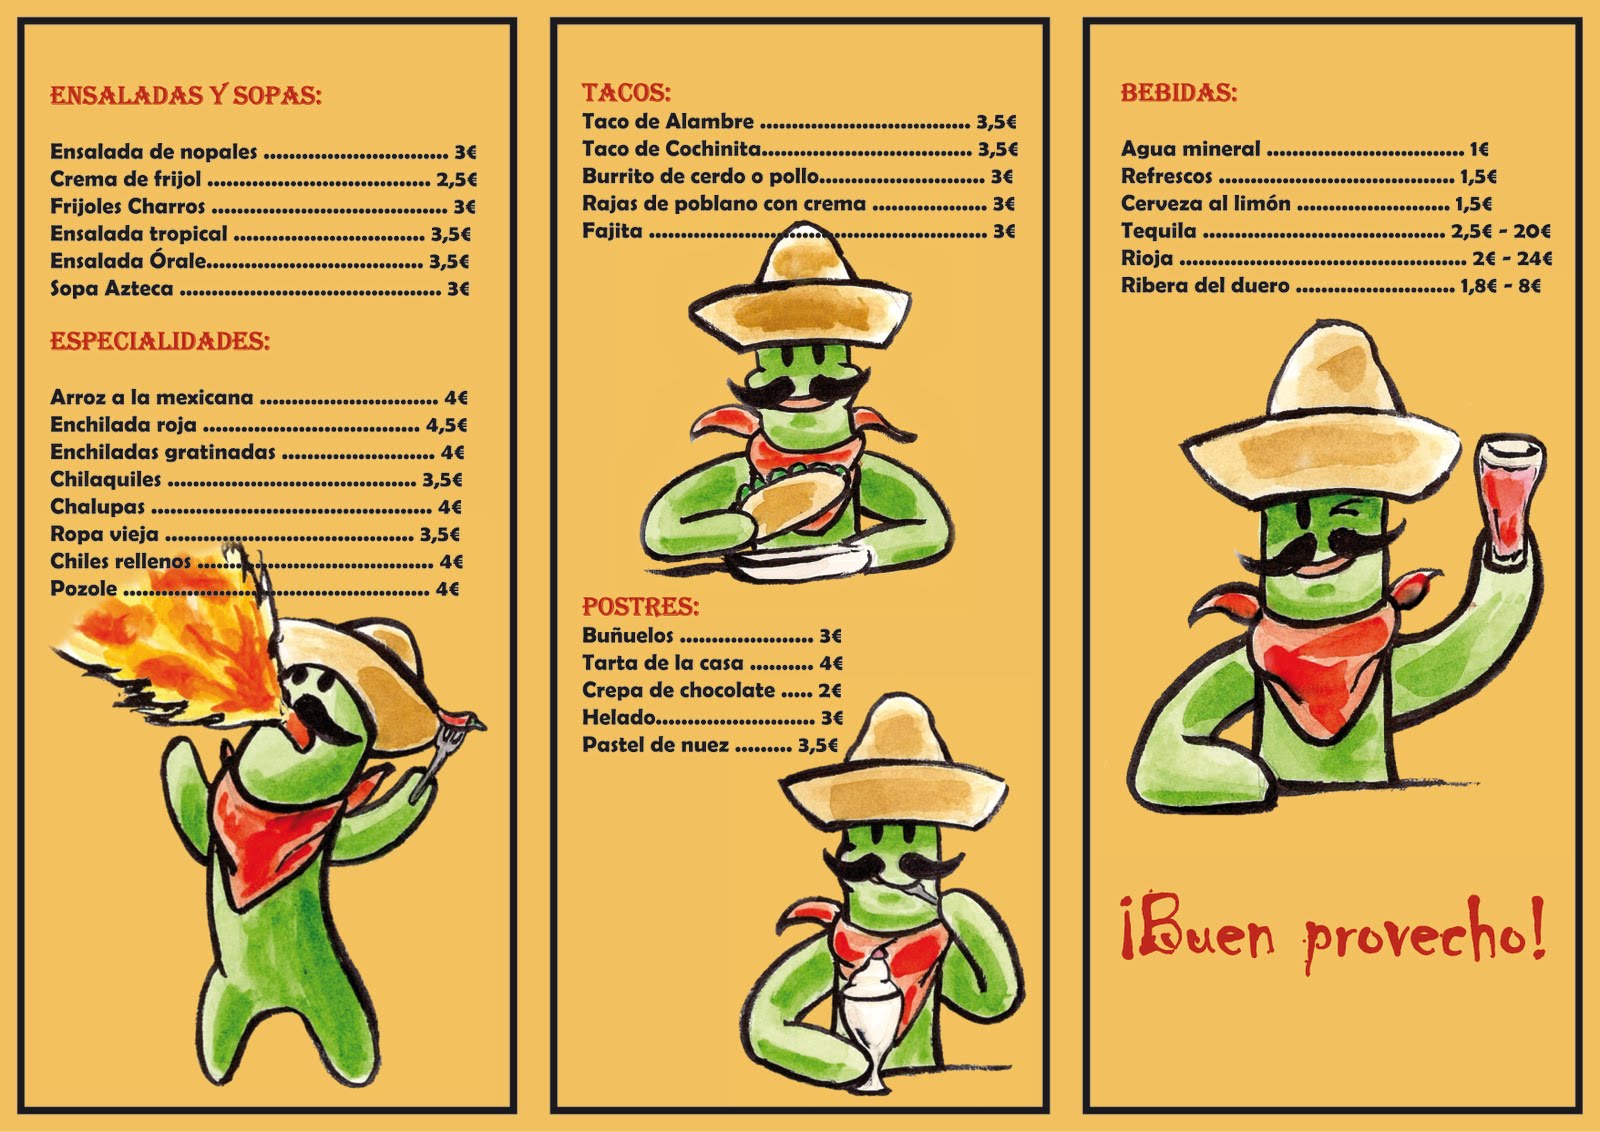 ENSALADAS Y SOPAS:
Ensalada de nopales ............................. 3€
Crema de frijol ................................... 2,5€
Frijoles Charros ..................................... 3€
Ensalada tropical .............................. 3,5€
Ensalada Órale.................................. 3,5€
Sopa Azteca ......................................... 3€
ESPECIALIDADES:
Arroz a la mexicana ............................ 4€
Enchilada roja .................................. 4,5€
Enchiladas gratinadas ........................ 4€
Chilaquiles ....................................... 3,5€
Chalupas ............................................ 4€
Ropa vieja ....................................... 3,5€
Chiles rellenos ..................................... 4€
Pozole ................................................ 4€
TACOS:
Taco de Alambre ................................. 3,5€
Taco de Cochinita................................. 3,5€
Burrito de cerdo o pollo.......................... 3€
Rajas de poblano con crema .................. 3€
Fajita ..................................................... 3€
POSTRES:
Buñuelos ..................... 3€
Tarta de la casa .......... 4€
Crepa de chocolate ..... 2€
Helado......................... 3€
Pastel de nuez ......... 3,5€
BEBIDAS:
Agua mineral ............................... 1€
Refrescos ..................................... 1,5€
Cerveza al limón ........................ 1,5€
Tequila ...................................... 2,5€ - 20€
Rioja ............................................. 2€ - 24€
Ribera del duero ......................... 1,8€ - 8€
¡Buen provecho!